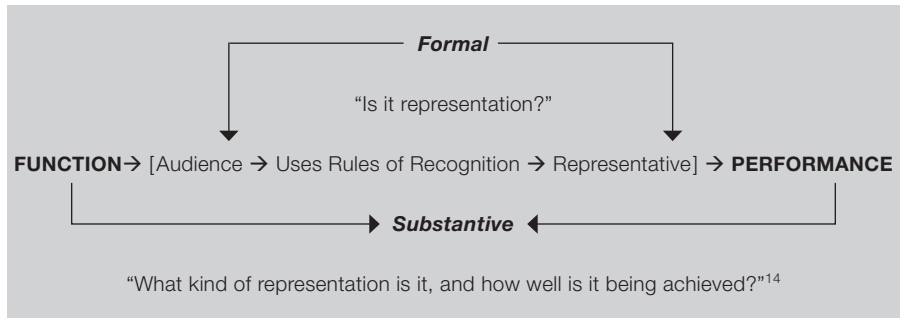 Formal
“Is it representation?”
FUNCTION→ [Audience → Uses Rules of Recognition → Representative] → PERFORMANCE
Substantive
“What kind of representation is it, and how well is it being achieved?”14